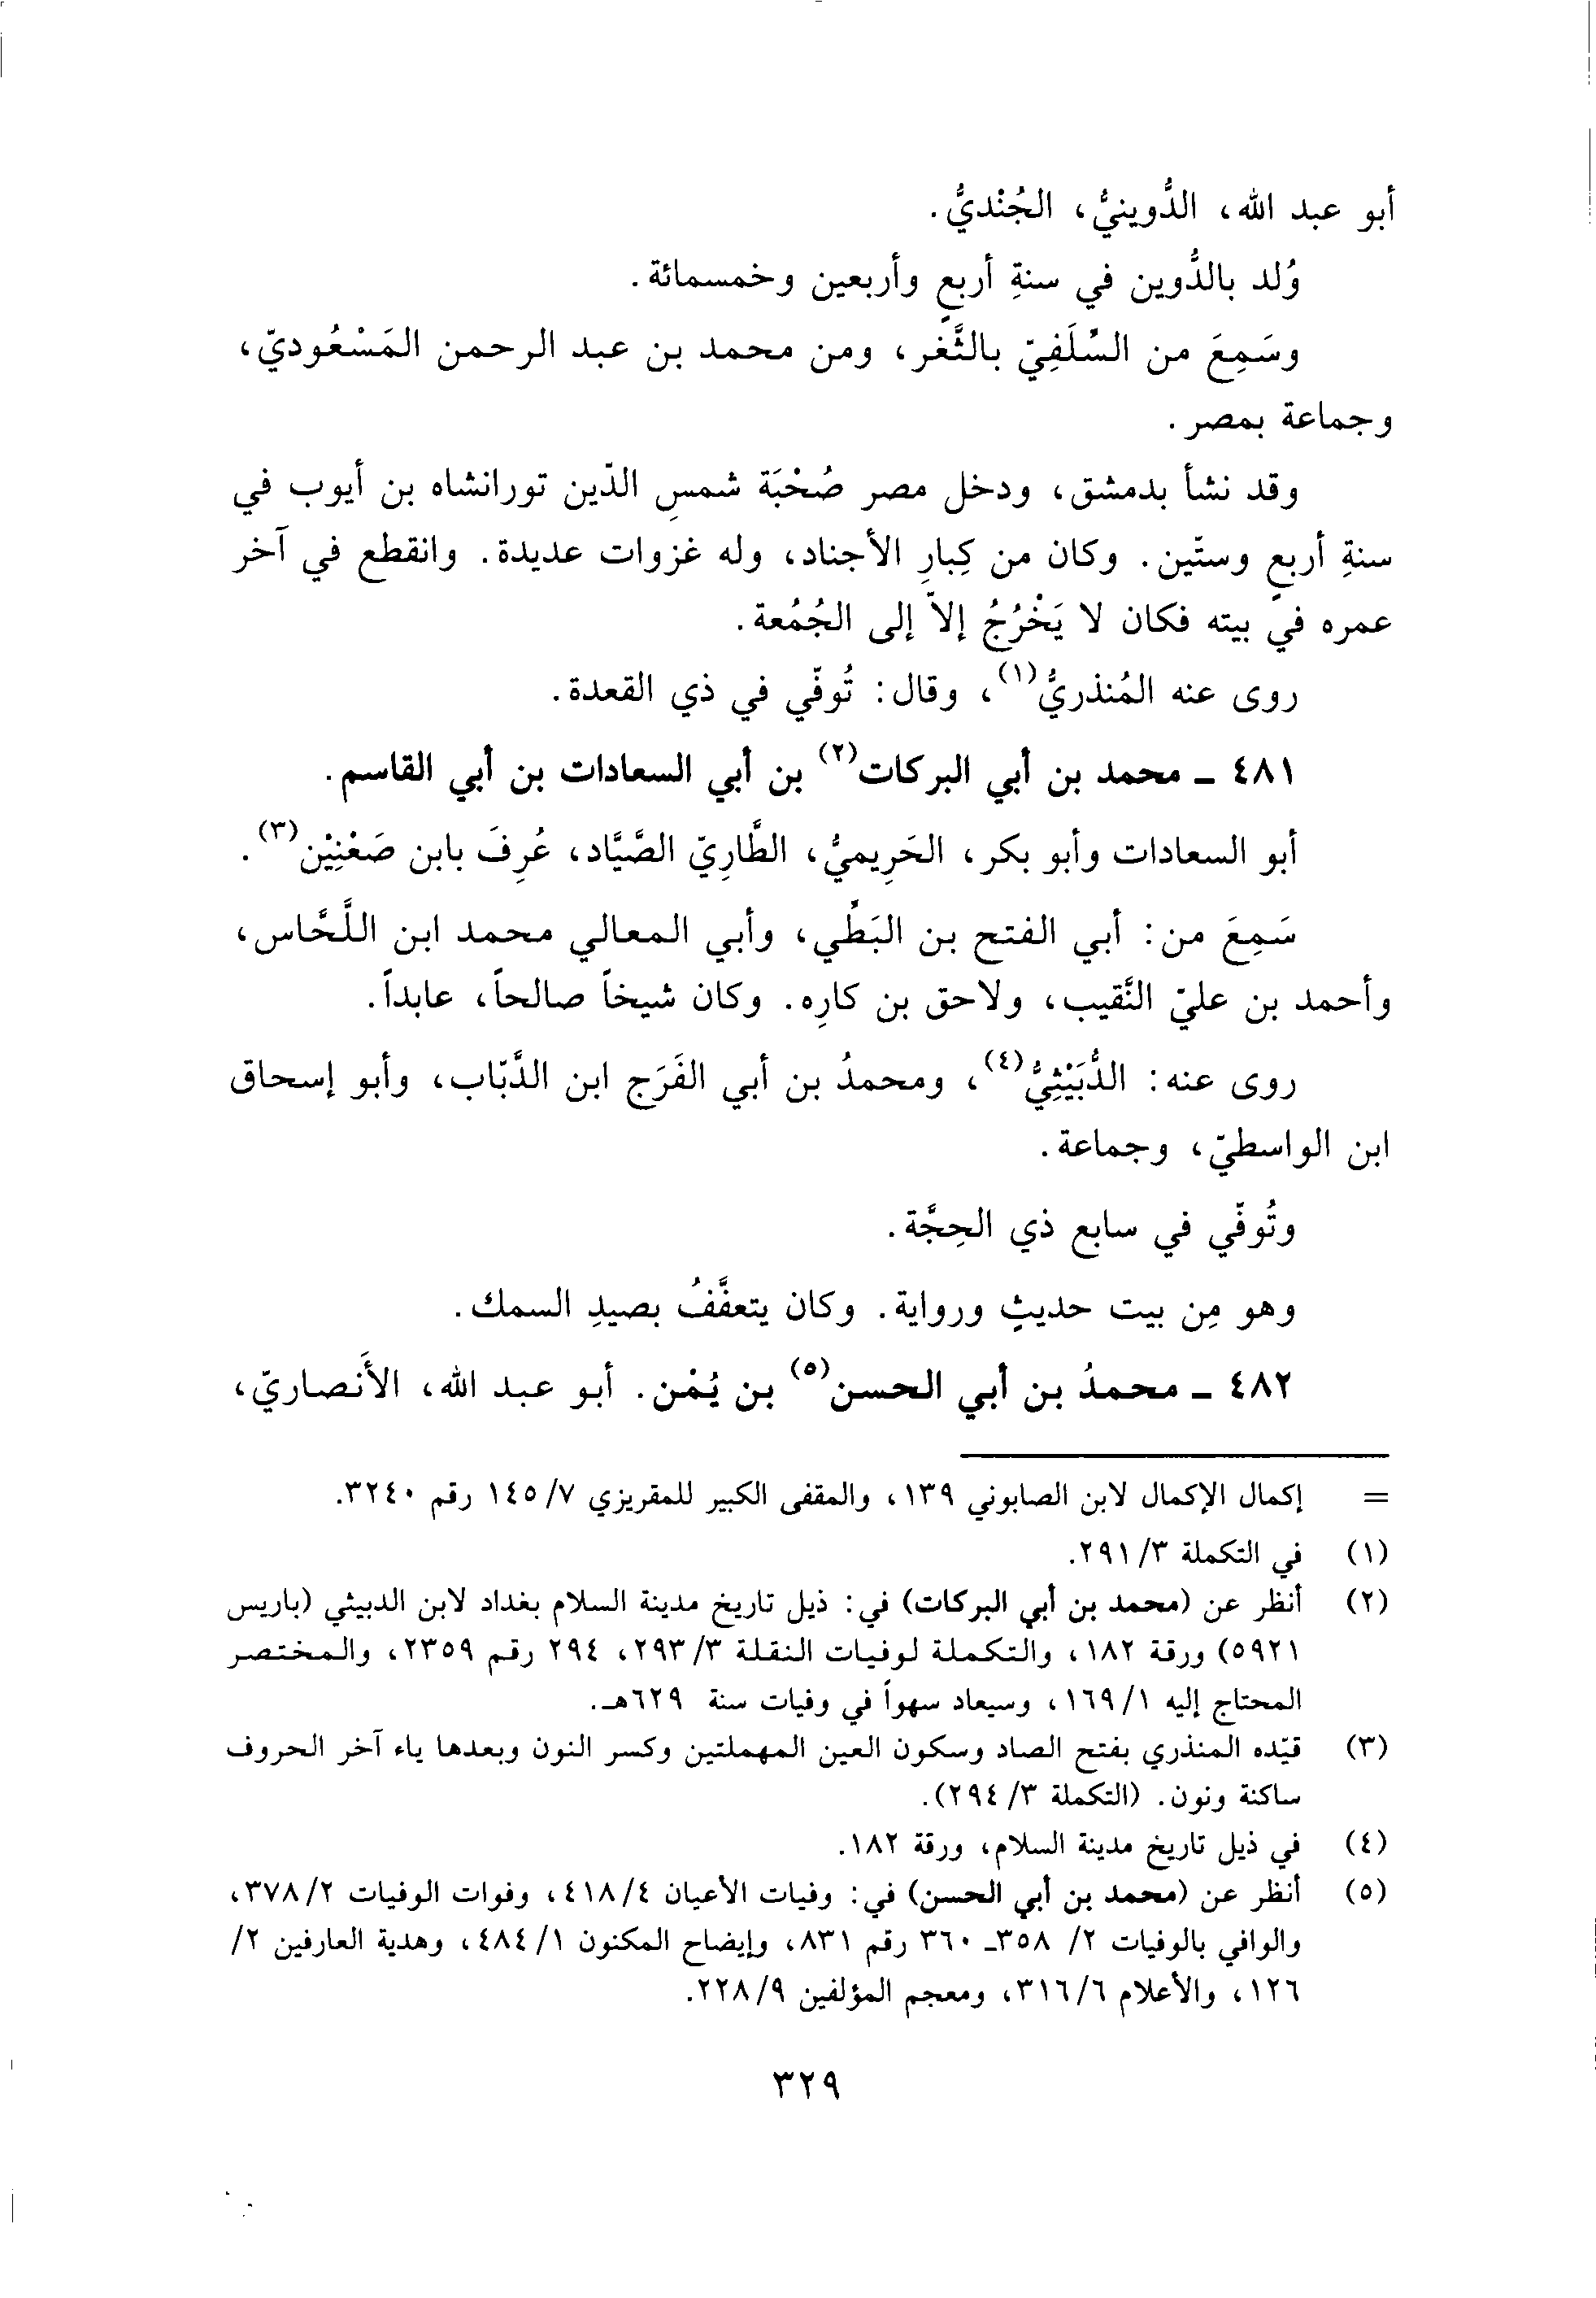 أبو عبد الله، الدُّوينيُّ، الجُنْديُّ.
وُلد بالدُّوين في سنةِ أربعٍ وأربعين وخمسمائة.
وسَمِعَ من السِّلَفِيّ بالثَّغر، ومن محمد بن عبد الرحمن المَسْعُوديّ،
وجماعة بمصر.
وقد نشأ بدمشق، ودخل مصر صُحْبَة شمسِ الدّين تورانشاه بن أيوب في
سنةِ أربعٍ وستّين. وكان من كِبارِ الأجناد، وله غزوات عديدة. وانقطع في آخر
عمره في بيته فكان لا يَخْرُجُ إلاّ إلى الجُمُعة.
روى عنه المُنذريُّ(١)، وقال: تُوفّي في ذي القعدة.
٤٨١ ـ محمد بن أبي البركات(٢) بن أبي السعادات بن أبي القاسم.
أبو السعادات وأبو بكر، الحَرِيميُّ، الطَّارِيّ الصَّيَّاد، عُرِفَ بابن صَعْنِيْن(٣).
سَمِعَ من: أبي الفتح بن البَطِّي، وأبي المعالي محمد ابن اللَّحَّاس،
وأحمد بن عليّ النَّقيب، ولاحق بن كارِه. وكان شيخاً صالحاً، عابداً.
روى عنه: الدُّبَيْثِيُّ(٤)، ومحمدُ بن أبي الفَرَج ابن الدَّبّاب، وأبو إسحاق
ابن الواسطيّ، وجماعة.
وتُوفّي في سابع ذي الحِجَّة.
وهو مِن بيت حديثٍ ورواية. وكان يتعفَّفُ بصيدِ السمك.
٤٨٢ ـ محمدُ بن أبي الحسن(٥) بن يُمْن. أبو عبد الله، الأَنصاريّ،
= إكمال الإكمال لابن الصابوني ١٣٩، والمقفى الكبير للمقريزي ٧/ ١٤٥ رقم ٣٢٤٠.
(١) في التكملة ٣/ ٢٩١.
(٢) أنظر عن (محمد بن أبي البركات) في: ذيل تاريخ مدينة السلام بغداد لابن الدبيثي (باريس
٥٩٢١) ورقة ١٨٢، والتكملة لوفيات النقلة ٣/ ٢٩٣، ٢٩٤ رقم ٢٣٥٩، والمختصر
المحتاج إليه ١/ ١٦٩، وسيعاد سهواً في وفيات سنة ٦٢٩هـ.
(٣) قيّده المنذري بفتح الصاد وسكون العين المهملتين وكسر النون وبعدها ياء آخر الحروف
ساكنة ونون. (التكملة ٣/ ٢٩٤).
(٤) في ذيل تاريخ مدينة السلام، ورقة ١٨٢.
(٥) أنظر عن (محمد بن أبي الحسن) في: وفيات الأعيان ٤/ ٤١٨، وفوات الوفيات ٢/ ٣٧٨،
والوافي بالوفيات ٢/ ٣٥٨ـ ٣٦٠ رقم ٨٣١، وإيضاح المكنون ١/ ٤٨٤، وهدية العارفين ٢/
١٢٦، والأعلام ٦/ ٣١٦، ومعجم المؤلفين ٩/ ٢٢٨.
٣٢٩